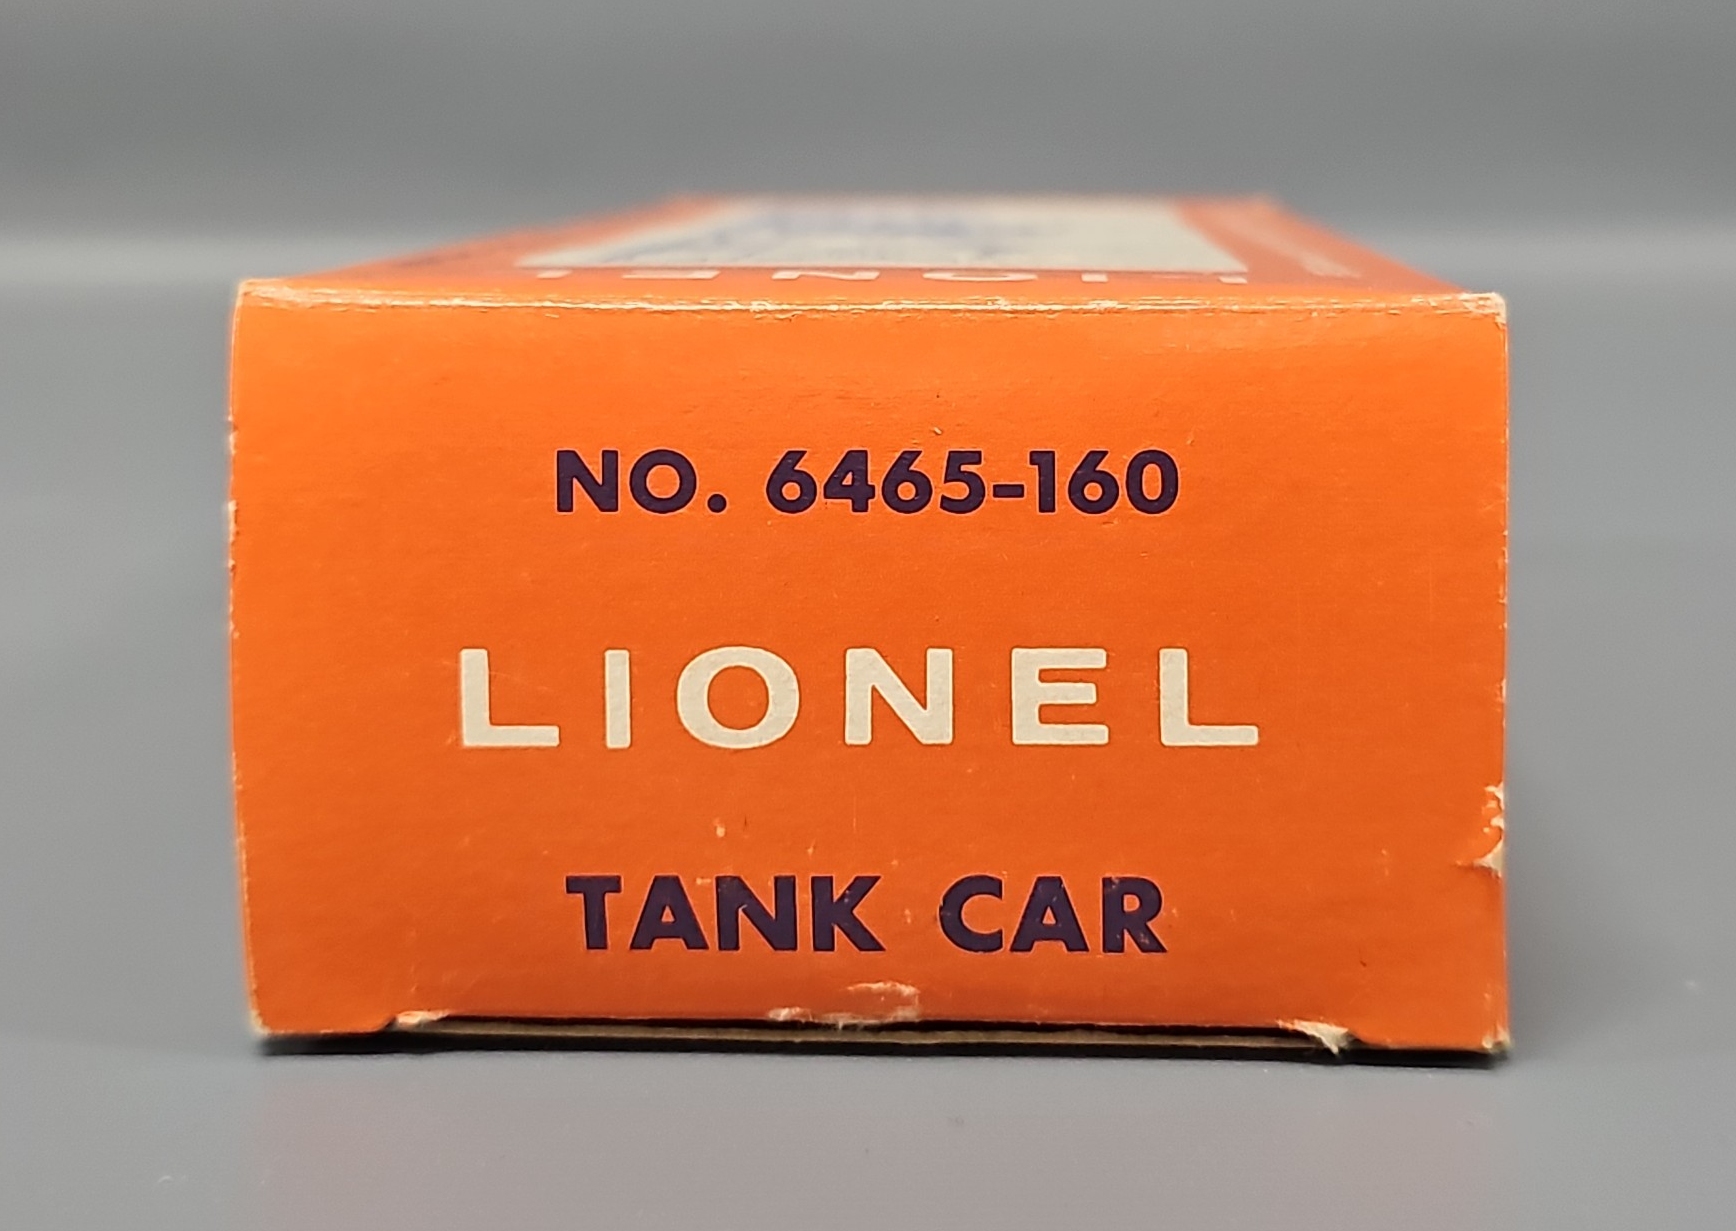 NO. 6465-160
LIONEL
TANK CAR